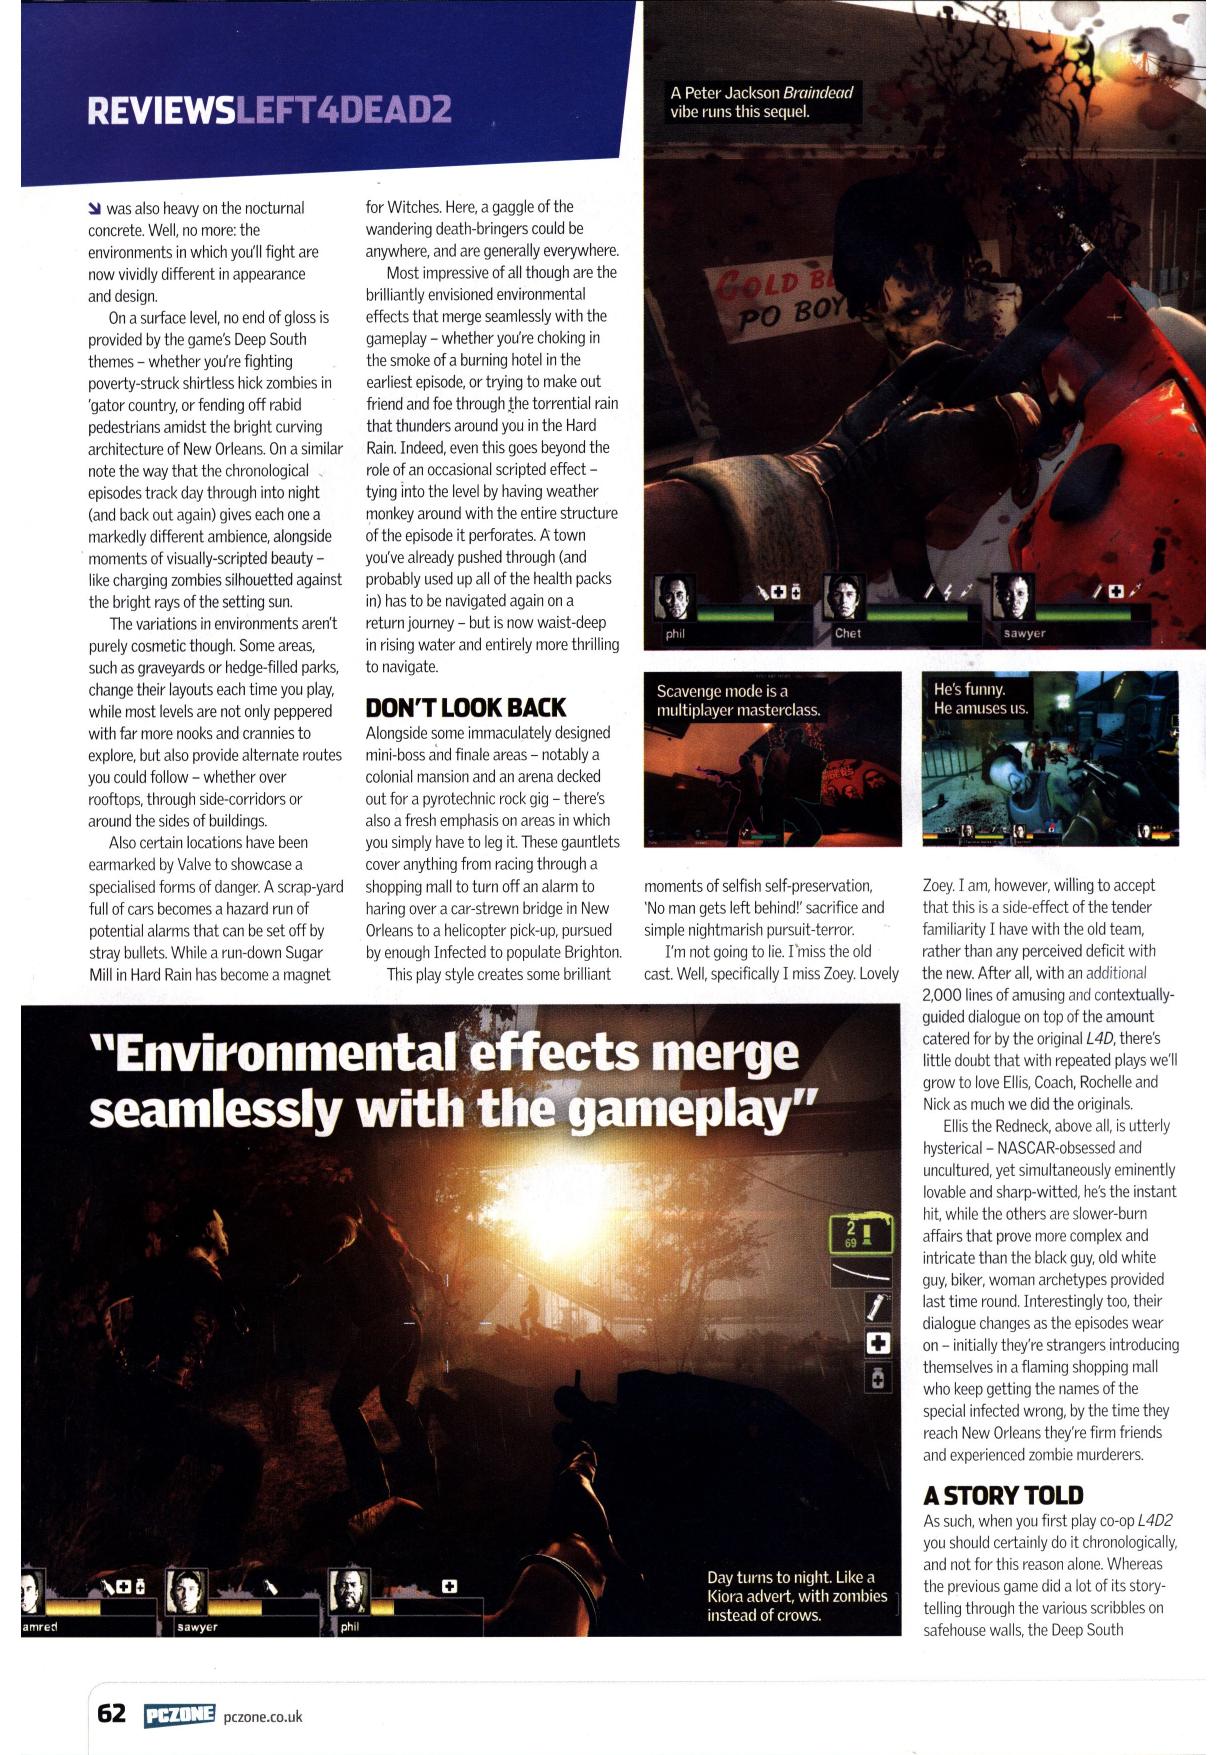 REVIEWSLEFT4DEAD2
was also heavy on the nocturnal
concrete. Well, no more: the
environments in which you'll fight are
now vividly different in appearance
and design.
On a surface level, no end of gloss is
provided by the game's Deep South
themes – whether you're fighting
poverty-struck shirtless hick zombies in
'gator country, or fending off rabid
pedestrians amidst the bright curving
architecture of New Orleans. On a similar
note the way that the chronological
episodes track day through into night
(and back out again) gives each one a
markedly different ambience, alongside
moments of visually-scripted beauty –
like charging zombies silhouetted against
the bright rays of the setting sun.
The variations in environments aren't
purely cosmetic though. Some areas,
such as graveyards or hedge-filled parks,
change their layouts each time you play,
while most levels are not only peppered
with far more nooks and crannies to
explore, but also provide alternate routes
you could follow – whether over
rooftops, through side-corridors or
around the sides of buildings.
Also certain locations have been
earmarked by Valve to showcase a
specialised forms of danger. A scrap-yard
full of cars becomes a hazard run of
potential alarms that can be set off by
stray bullets. While a run-down Sugar
Mill in Hard Rain has become a magnet
for Witches. Here, a gaggle of the
wandering death-bringers could be
anywhere, and are generally everywhere.
Most impressive of all though are the
brilliantly envisioned environmental
effects that merge seamlessly with the
gameplay – whether you're choking in
the smoke of a burning hotel in the
earliest episode, or trying to make out
friend and foe through the torrential rain
that thunders around you in the Hard
Rain. Indeed, even this goes beyond the
role of an occasional scripted effect –
tying into the level by having weather
monkey around with the entire structure
of the episode it perforates. A town
you've already pushed through (and
probably used up all of the health packs
in) has to be navigated again on a
return journey – but is now waist-deep
in rising water and entirely more thrilling
to navigate.
DON'T LOOK BACK
Alongside some immaculately designed
mini-boss and finale areas – notably a
colonial mansion and an arena decked
out for a pyrotechnic rock gig – there's
also a fresh emphasis on areas in which
you simply have to leg it. These gauntlets
cover anything from racing through a
shopping mall to turn off an alarm to
haring over a car-strewn bridge in New
Orleans to a helicopter pick-up, pursued
by enough Infected to populate Brighton.
This play style creates some brilliant
A Peter Jackson Braindead
vibe runs this sequel.
COLD B
PO BOY
phil
Chet
sawyer
Scavenge mode is a
multiplayer masterclass.
He's funny.
He amuses us.
moments of selfish self-preservation,
'No man gets left behind!' sacrifice and
simple nightmarish pursuit-terror.
I'm not going to lie. I miss the old
cast. Well, specifically I miss Zoey. Lovely
Zoey. I am, however, willing to accept
that this is a side-effect of the tender
familiarity I have with the old team,
rather than any perceived deficit with
the new. After all, with an additional
2,000 lines of amusing and contextually-
guided dialogue on top of the amount
catered for by the original L4D, there's
little doubt that with repeated plays we'll
grow to love Ellis, Coach, Rochelle and
Nick as much we did the originals.
Ellis the Redneck, above all, is utterly
hysterical – NASCAR-obsessed and
uncultured, yet simultaneously eminently
lovable and sharp-witted, he's the instant
hit, while the others are slower-burn
affairs that prove more complex and
intricate than the black guy, old white
guy, biker, woman archetypes provided
last time round. Interestingly too, their
dialogue changes as the episodes wear
on – initially they're strangers introducing
themselves in a flaming shopping mall
who keep getting the names of the
special infected wrong, by the time they
reach New Orleans they're firm friends
and experienced zombie murderers.
A STORY TOLD
As such, when you first play co-op L4D2
you should certainly do it chronologically,
and not for this reason alone. Whereas
the previous game did a lot of its story-
telling through the various scribbles on
safehouse walls, the Deep South
"Environmental effects merge
seamlessly with the gameplay"
2
69
amred
sawyer
phil
Day turns to night. Like a
Kiora advert, with zombies
instead of crows.
62 PCZONE pczone.co.uk